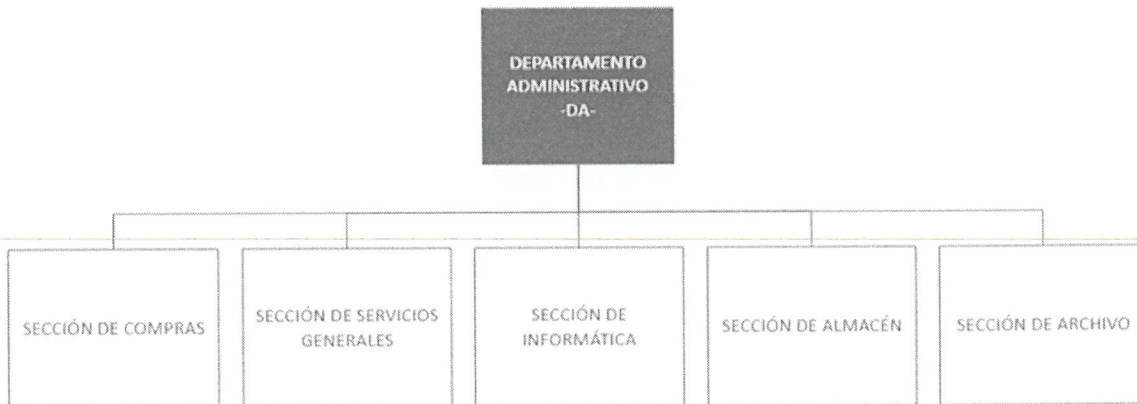 DEPARTAMENTO
ADMINISTRATIVO
-DA-
SECCIÓN DE COMPRAS
SECCIÓN DE SERVICIOS
GENERALES
SECCIÓN DE
INFORMÁTICA
SECCIÓN DE ALMACÉN
SECCIÓN DE ARCHIVO